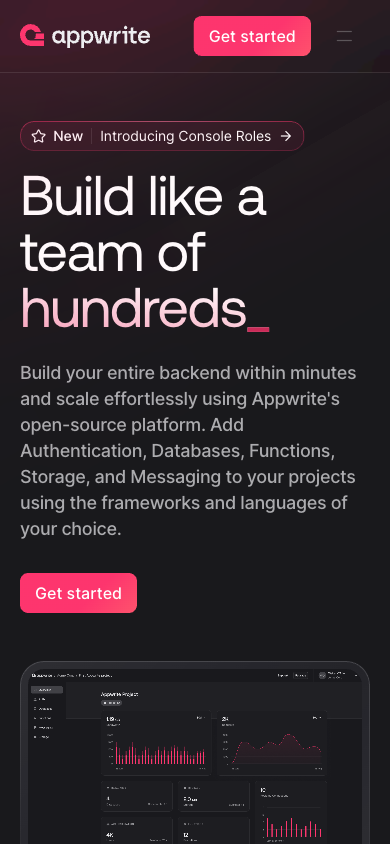 appwrite
Get started
New
Introducing Console Roles
Build like a
team of
hundreds_
Build your entire backend within minutes
and scale effortlessly using Appwrite's
open-source platform. Add
Authentication, Databases, Functions,
Storage, and Messaging to your projects
using the frameworks and languages of
your choice.
Get started
Appwrite Project